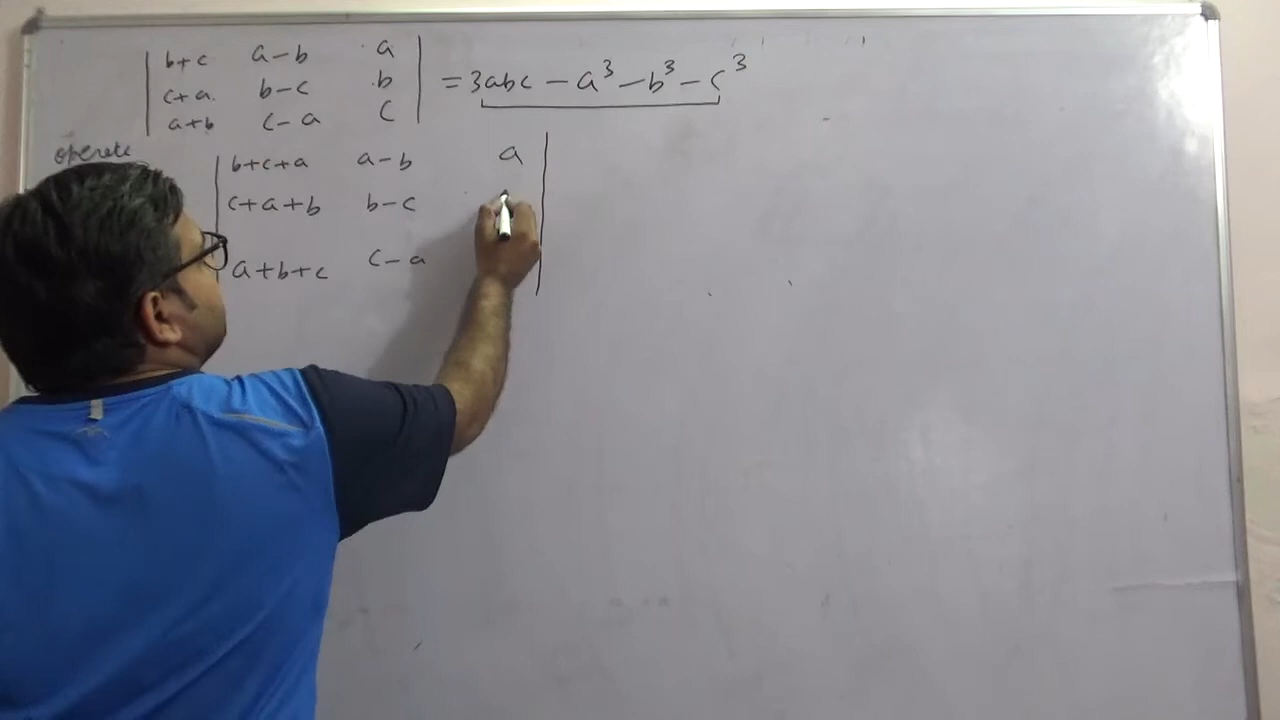 | b+c a-b a |
| c+a b-c b | = 3abc - a³ - b³ - c³
| a+b c-a c |
operate
| b+c+a a-b a |
| c+a+b b-c |
| a+b+c c-a |